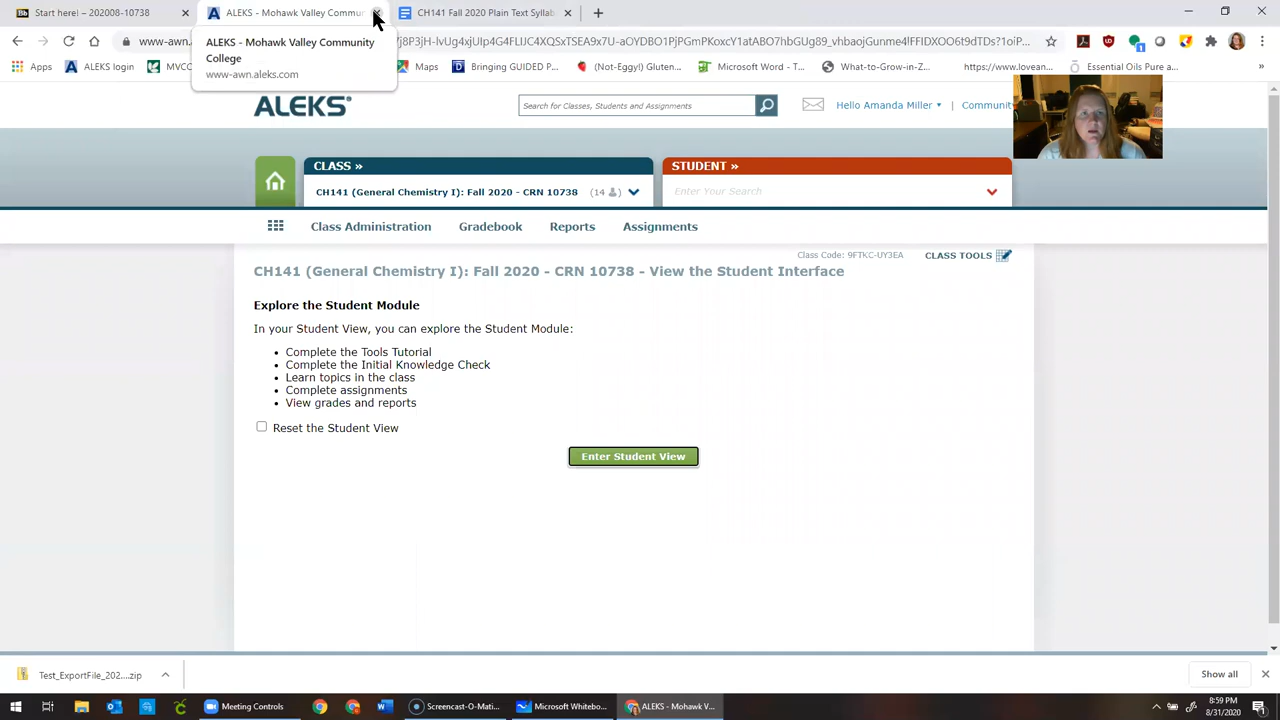 Start here! – 202008-10738
ALEKS - Mohawk Valley Commun
CH141 Fall 2020 Plain Text Syllab
ALEKS - Mohawk Valley Community
College
www-awn.aleks.com
www-aw
Apps
ALEKS login
MVCC
Maps
Bringing GUIDED P...
(Not-Eggy!) Gluten...
Microsoft Word - T...
What-to-Grow-in-Z...
https://www.lovean...
Essential Oils Pure a...
»
ALEKS®
Search for Classes, Students and Assignments
Hello Amanda Miller
|
Communi
CLASS »
STUDENT »
CH141 (General Chemistry I): Fall 2020 - CRN 10738
(14
)
Enter Your Search
Class Administration
Gradebook
Reports
Assignments
Class Code: 9FTKC-UY3EA
CLASS TOOLS
CH141 (General Chemistry I): Fall 2020 - CRN 10738 - View the Student Interface
Explore the Student Module
In your Student View, you can explore the Student Module:
• Complete the Tools Tutorial
• Complete the Initial Knowledge Check
• Learn topics in the class
• Complete assignments
• View grades and reports
Reset the Student View
Enter Student View
Test_ExportFile_202....zip
Show all
Meeting Controls
Screencast-O-Mati...
Microsoft Whitebo...
ALEKS - Mohawk V...
8:59 PM
8/31/2020